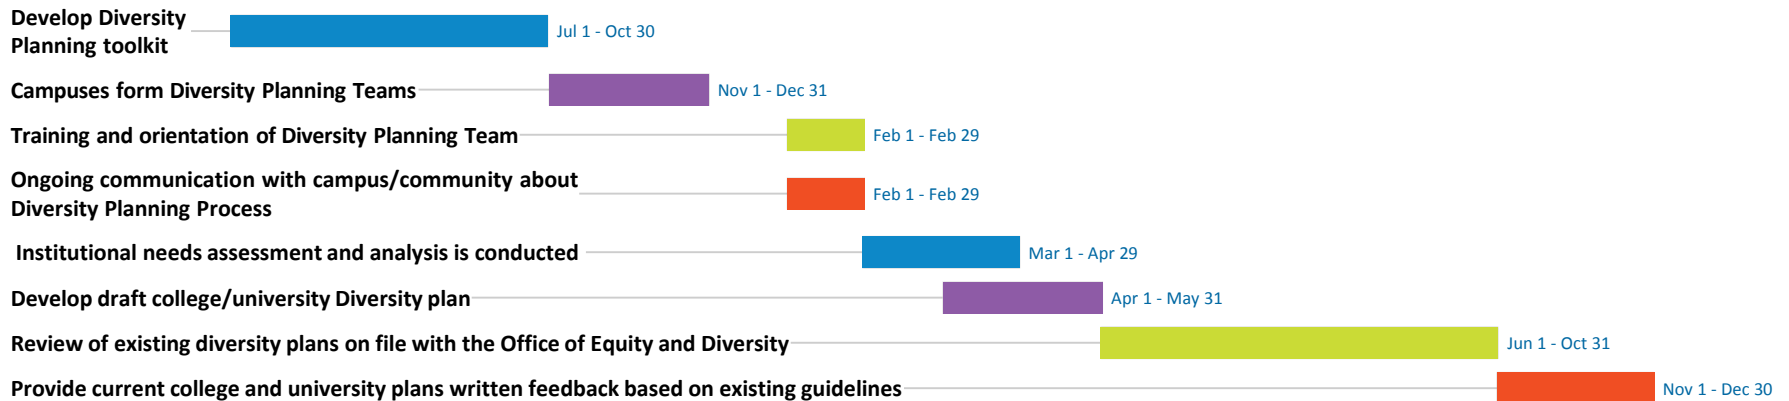 Develop Diversity
Planning toolkit
Jul 1 - Oct 30
Campuses form Diversity Planning Teams
Nov 1 - Dec 31
Training and orientation of Diversity Planning Team
Feb 1 - Feb 29
Ongoing communication with campus/community about
Diversity Planning Process
Feb 1 - Feb 29
Institutional needs assessment and analysis is conducted
Mar 1 - Apr 29
Develop draft college/university Diversity plan
Apr 1 - May 31
Review of existing diversity plans on file with the Office of Equity and Diversity
Jun 1 - Oct 31
Provide current college and university plans written feedback based on existing guidelines
Nov 1 - Dec 30